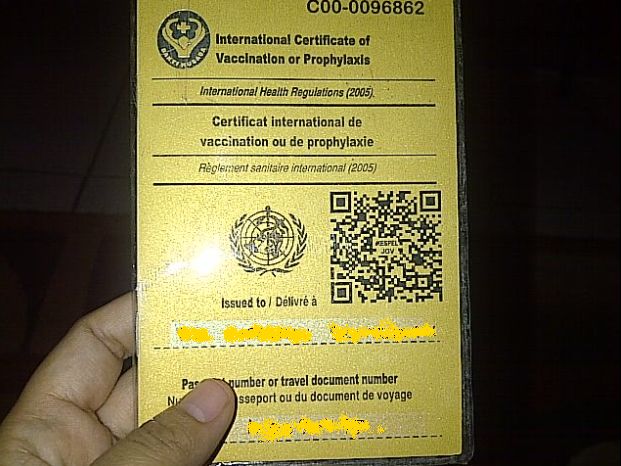 C00-0096862
International Certificate of
Vaccination or Prophylaxis
International Health Regulations (2005).
Certificat international de
vaccination ou de prophylaxie
Règlement sanitaire international (2005)
Issued to / Délivré à
number or travel document number
ou du document de voyage